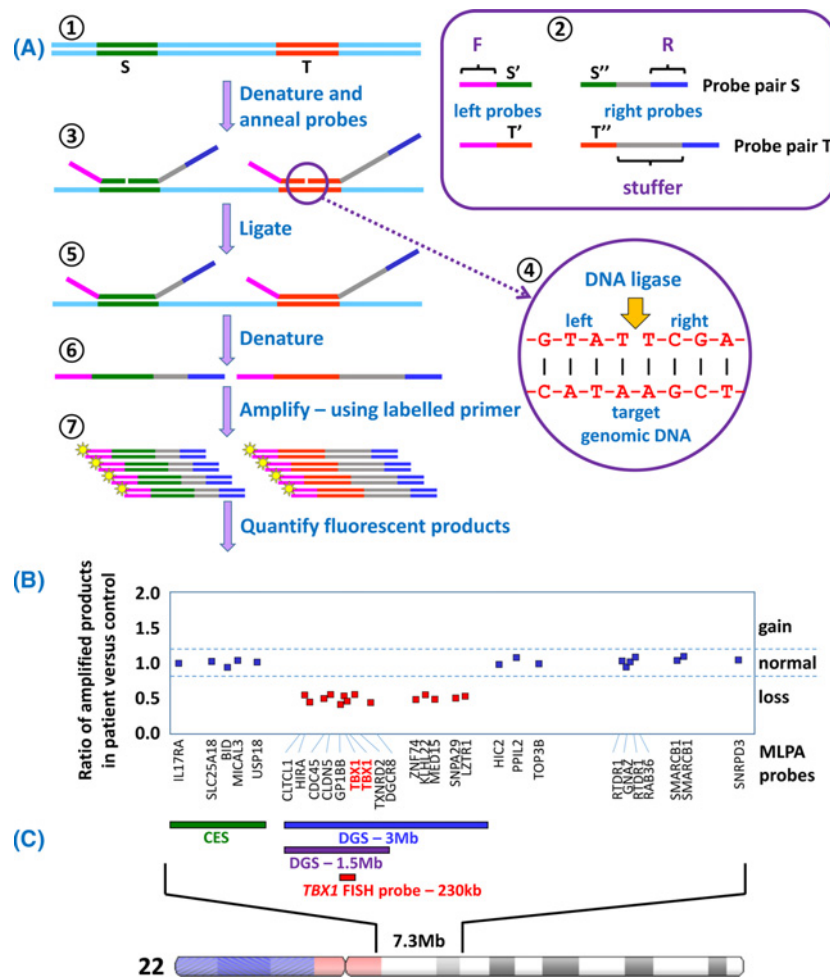 (A)
①
S
T
Denature and
anneal probes
②
F
R
S'
S''
Probe pair S
left probes
right probes
T'
T''
Probe pair T
stuffer
③
Ligate
④
DNA ligase
left
right
-G-T-A-T T-C-G-A-
-C-A-T-A-A-G-C-T-
target
genomic DNA
⑤
Denature
⑥
Amplify – using labelled primer
⑦
Quantify fluorescent products
(B)
Ratio of amplified products
in patient versus control
2.0
1.5
1.0
0.5
0.0
gain
normal
loss
MLPA
probes
IL17RA
SLC25A18
BID
MICAL3
USP18
CLTCL1
HIRA
CDC45
CLDN5
GP1BB
TBX1
TBX1
TXNRD2
DGCR8
ZNF74
KLHL22
MED15
SNPA29
LZTR1
HIC2
PPIL2
TOP3B
RTDR1
GNAZ
RTDR1
RAB36
SMARCB1
SMARCB1
SNRPD3
(C)
CES
DGS – 3Mb
DGS – 1.5Mb
TBX1 FISH probe – 230kb
7.3Mb
22